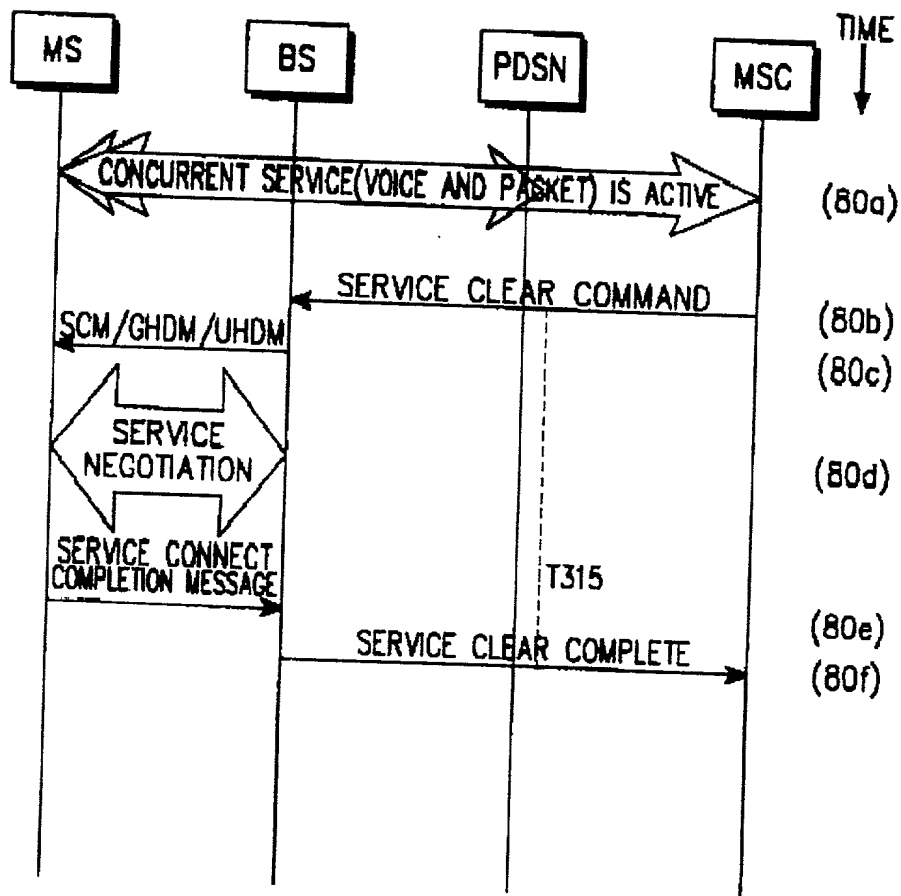 MS
BS
PDSN
MSC
TIME
CONCURRENT SERVICE(VOICE AND PASKET) IS ACTIVE
(80a)
SERVICE CLEAR COMMAND
(80b)
SCM/GHDM/UHDM
(80c)
SERVICE
NEGOTIATION
(80d)
SERVICE CONNECT
COMPLETION MESSAGE
T315
(80e)
SERVICE CLEAR COMPLETE
(80f)